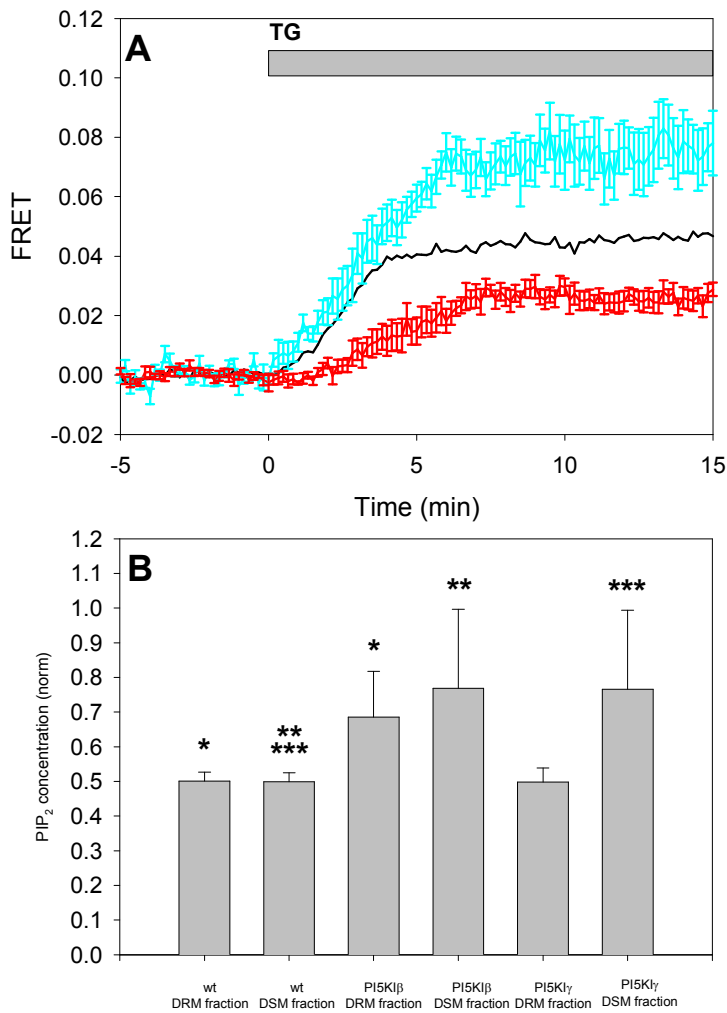 A
TG
0.12
0.10
0.08
0.06
0.04
0.02
0.00
-0.02
FRET
-5 0 5 10 15
Time (min)
B
1.2
1.1
1.0
0.9
0.8
0.7
0.6
0.5
0.4
0.3
0.2
0.1
0.0
PIP₂ concentration (norm)
* ** *** * ** ***
wt wt PI5KIβ PI5KIβ PI5KIγ PI5KIγ
DRM fraction DSM fraction DRM fraction DSM fraction DRM fraction DSM fraction